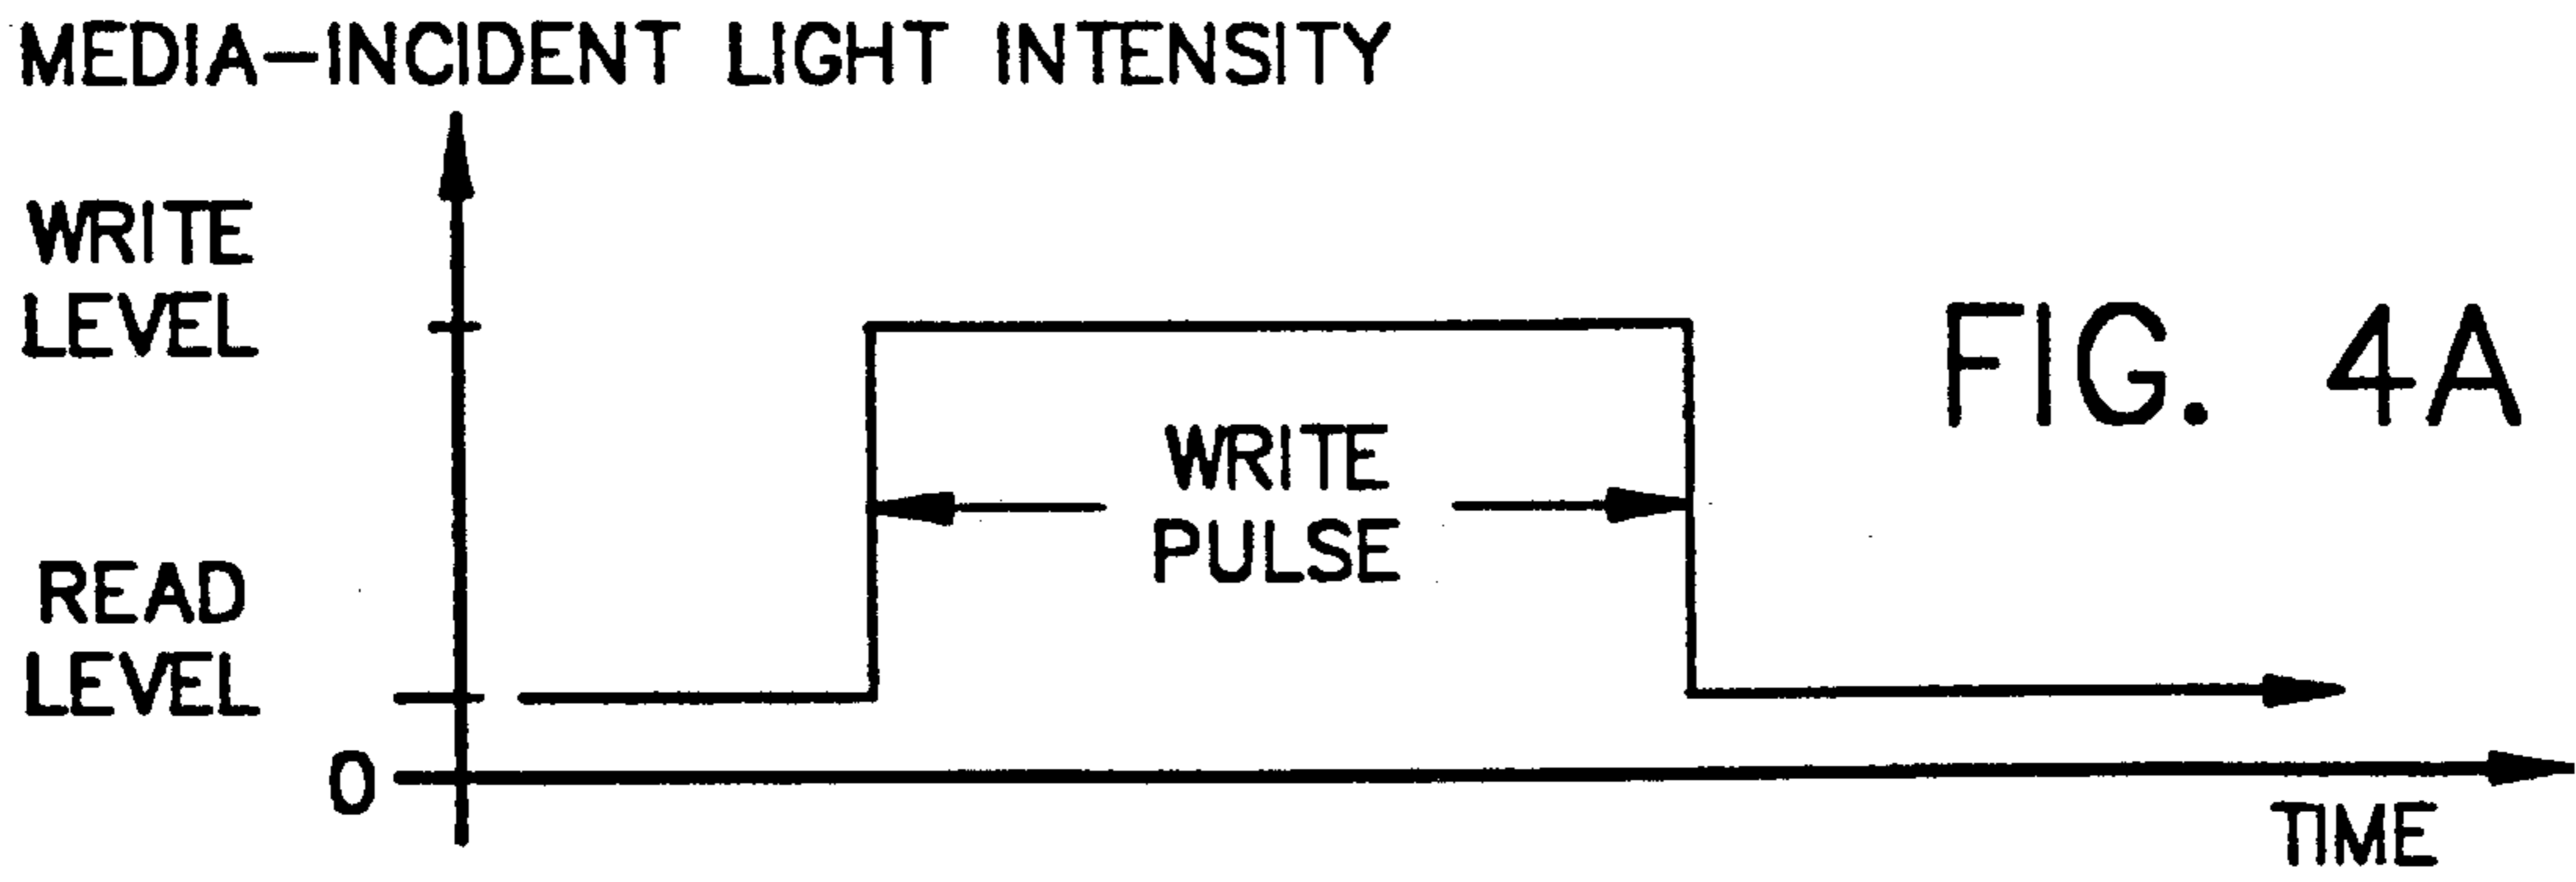 MEDIA-INCIDENT LIGHT INTENSITY
WRITE
LEVEL
FIG. 4A
WRITE
PULSE
READ
LEVEL
0
TIME